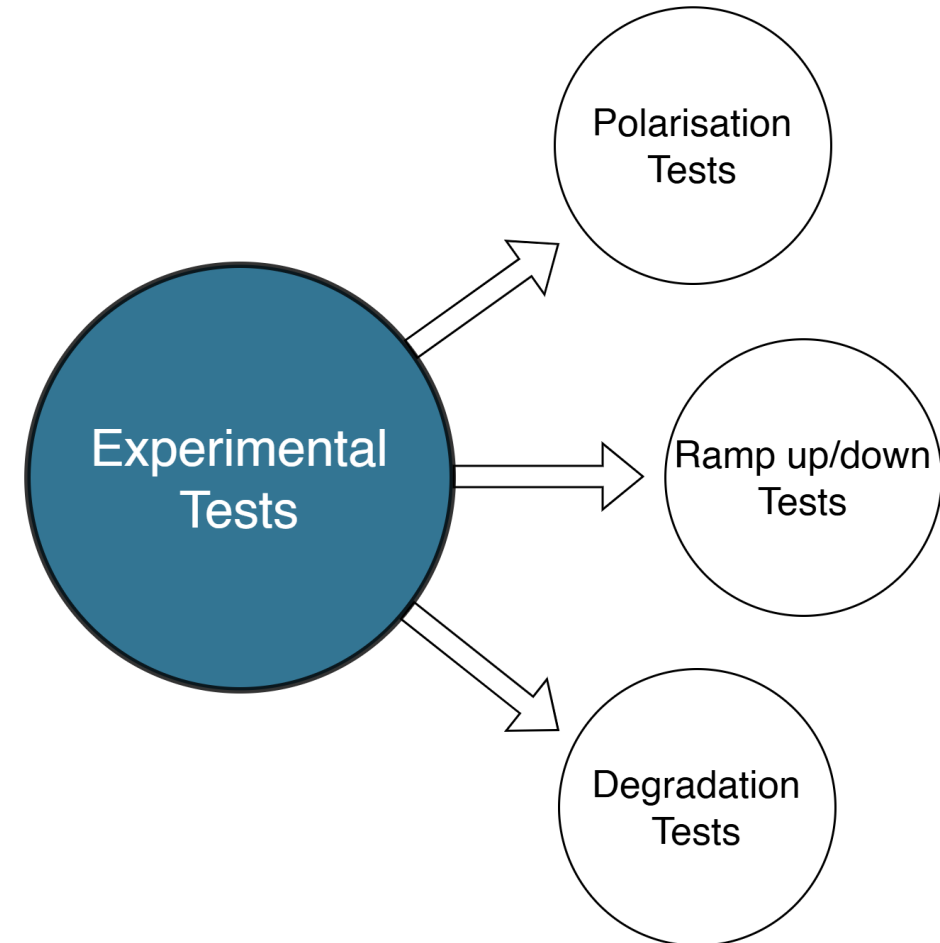 Polarisation
Tests
Experimental
Tests
Ramp up/down
Tests
Degradation
Tests